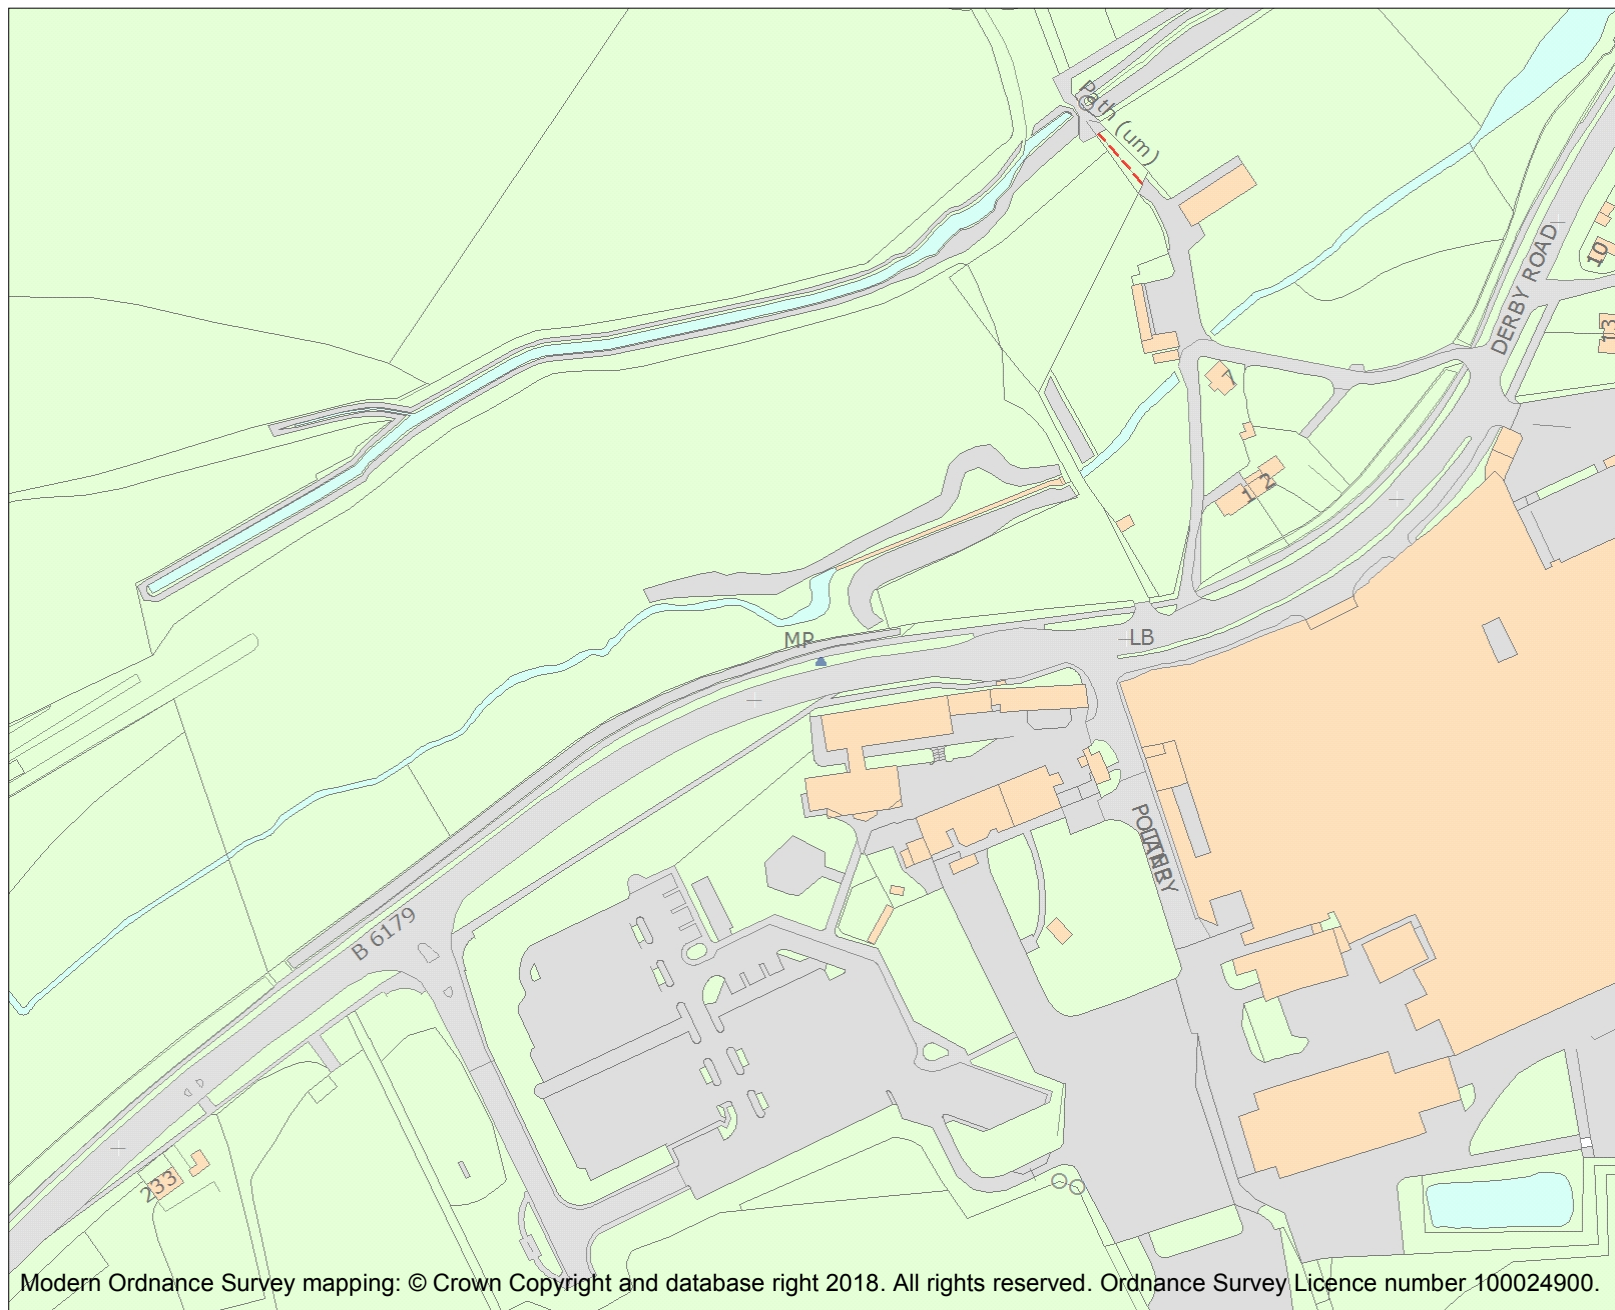 Path (um)
DERBY ROAD
10
13
7
1 2
MP
LB
B 6179
233
Modern Ordnance Survey mapping: © Crown Copyright and database right 2018. All rights reserved. Ordnance Survey Licence number 100024900.